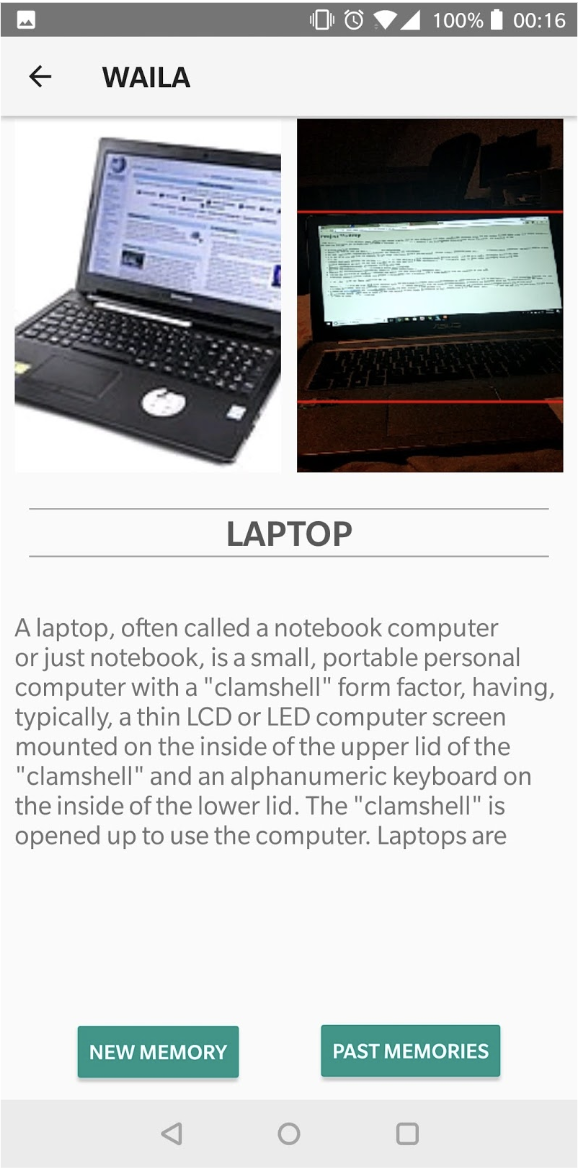 100% 00:16
WAILA
LAPTOP
A laptop, often called a notebook computer
or just notebook, is a small, portable personal
computer with a "clamshell" form factor, having,
typically, a thin LCD or LED computer screen
mounted on the inside of the upper lid of the
"clamshell" and an alphanumeric keyboard on
the inside of the lower lid. The "clamshell" is
opened up to use the computer. Laptops are
NEW MEMORY
PAST MEMORIES